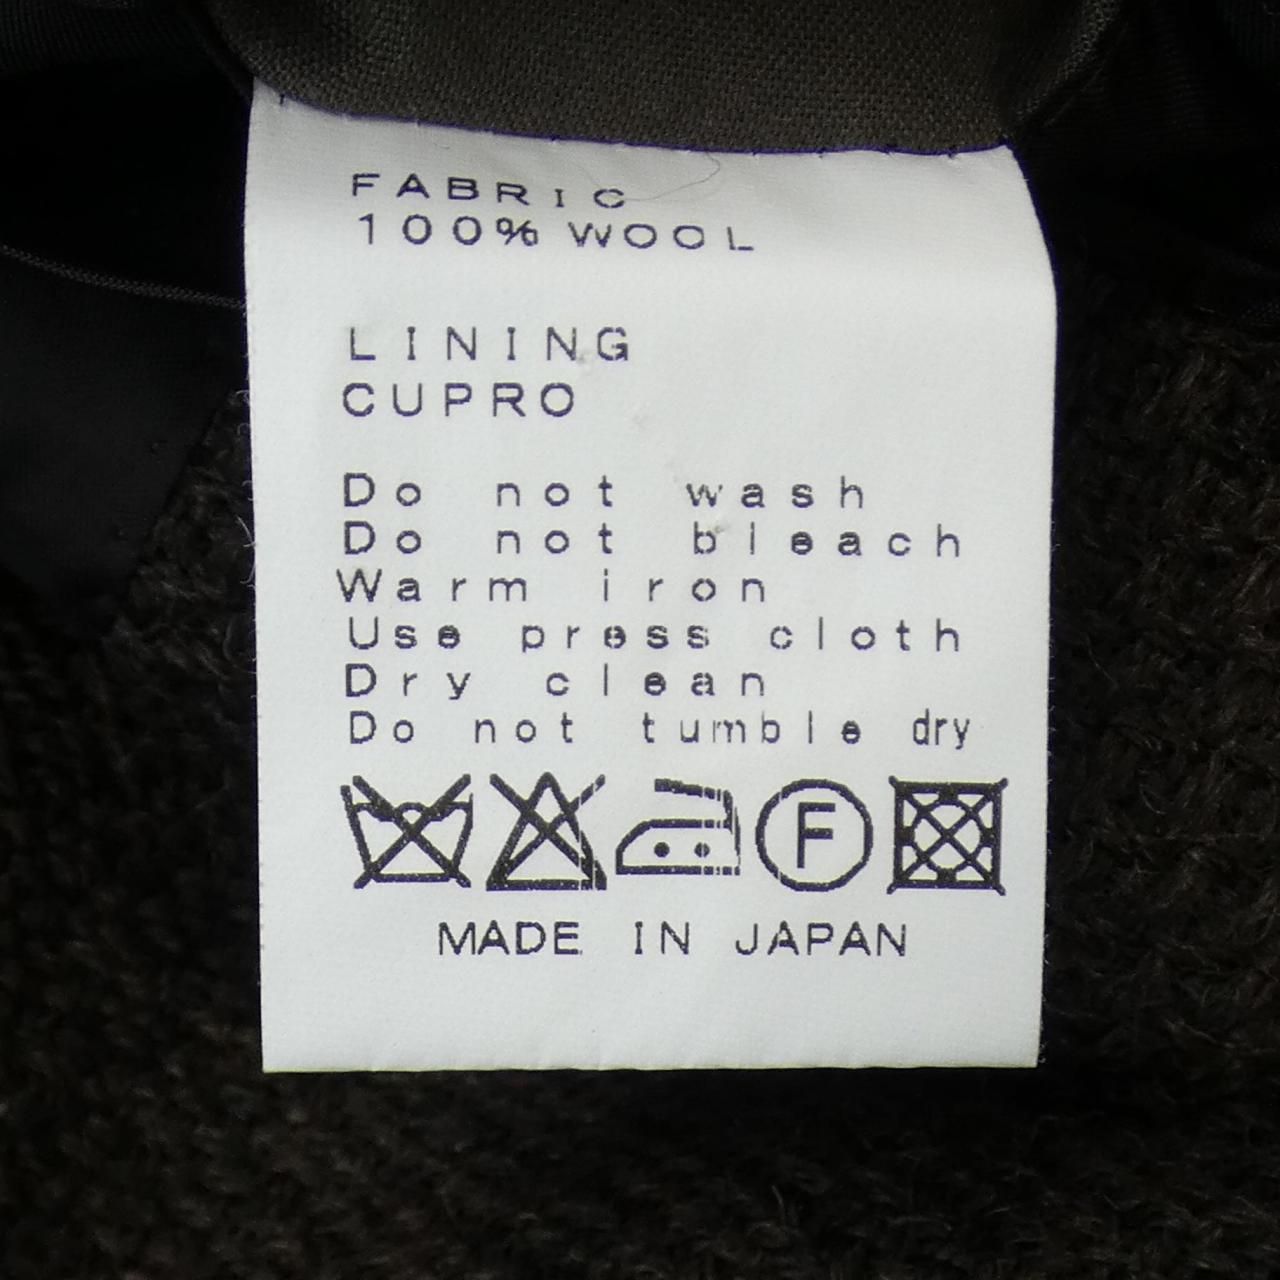 FABRIC
100% WOOL
LINING
CUPRO
Do not wash
Do not bleach
Warm iron
Use press cloth
Dry clean
Do not tumble dry
F
MADE IN JAPAN